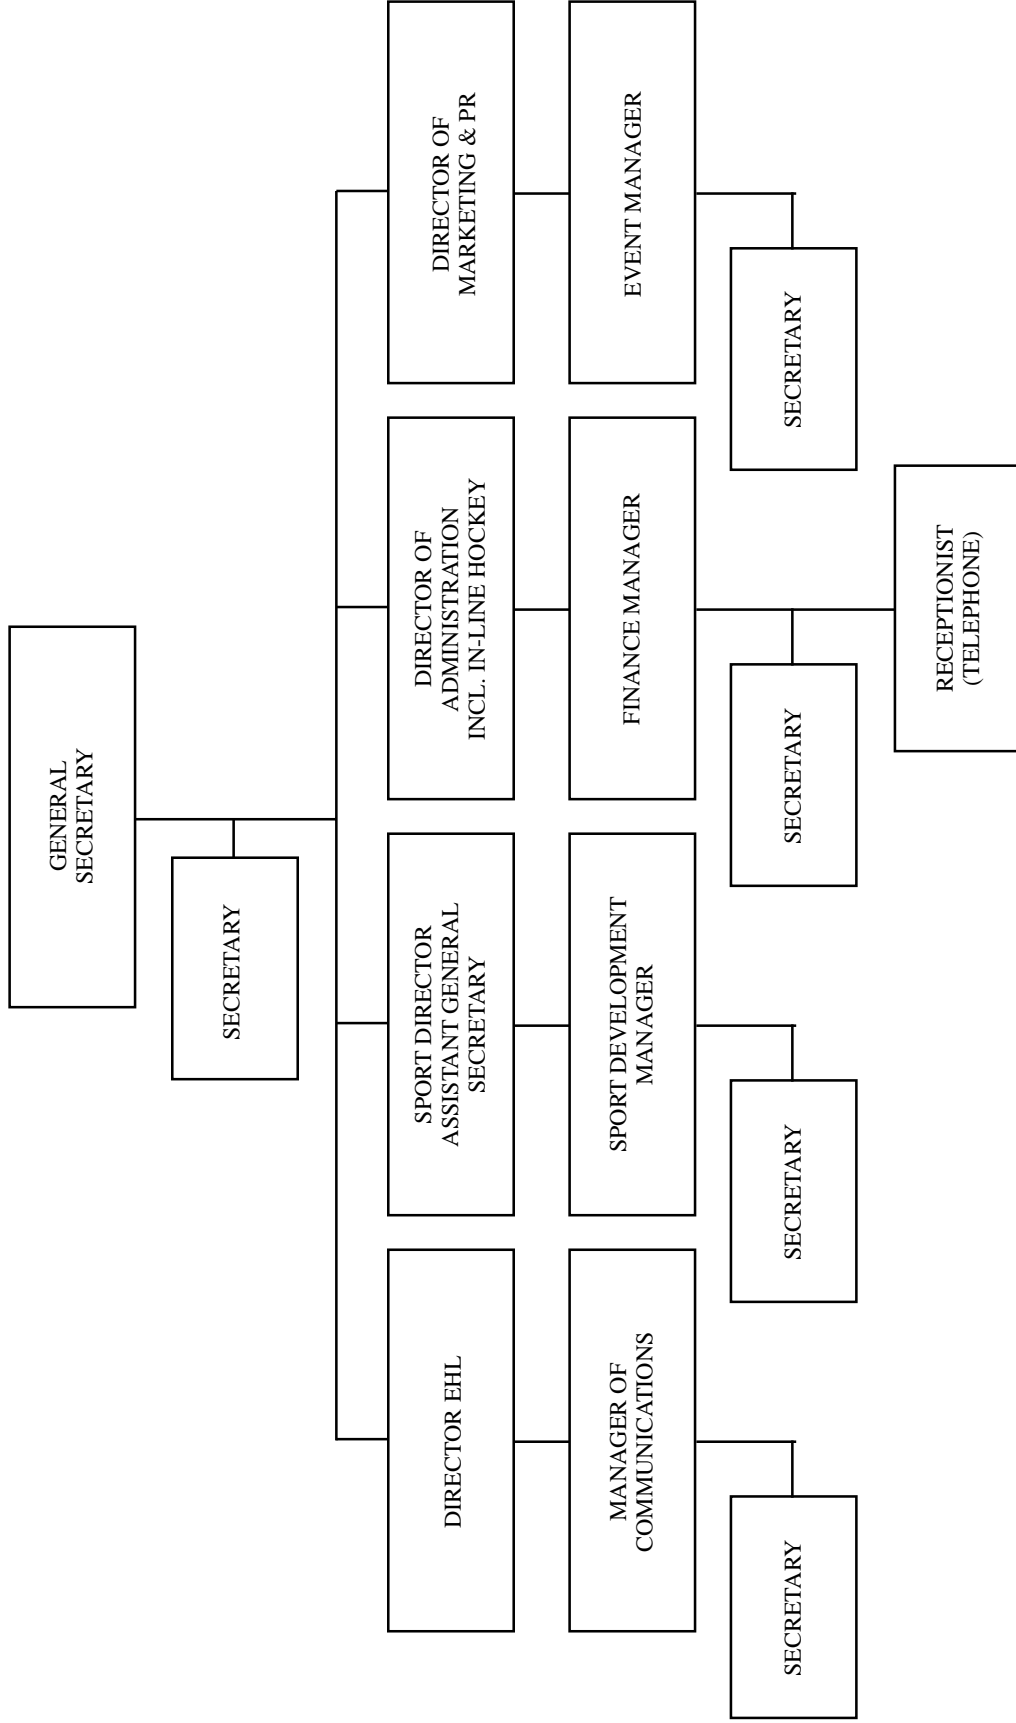 GENERAL
SECRETARY
SECRETARY
DIRECTOR EHL
SPORT DIRECTOR
ASSISTANT GENERAL
SECRETARY
DIRECTOR OF
ADMINISTRATION
INCL. IN-LINE HOCKEY
DIRECTOR OF
MARKETING & PR
MANAGER OF
COMMUNICATIONS
SPORT DEVELOPMENT
MANAGER
FINANCE MANAGER
EVENT MANAGER
SECRETARY
SECRETARY
SECRETARY
SECRETARY
RECEPTIONIST
(TELEPHONE)